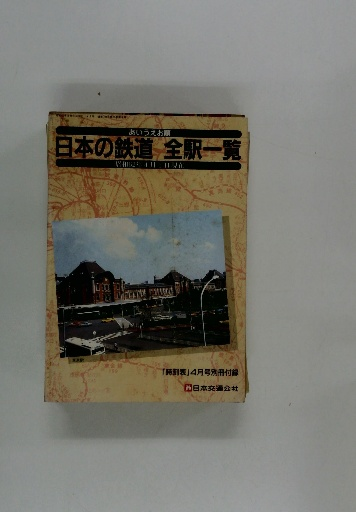 あいうえお順
日本の鉄道 全駅一覧
「時刻表」4月号別冊付録
日本交通公社